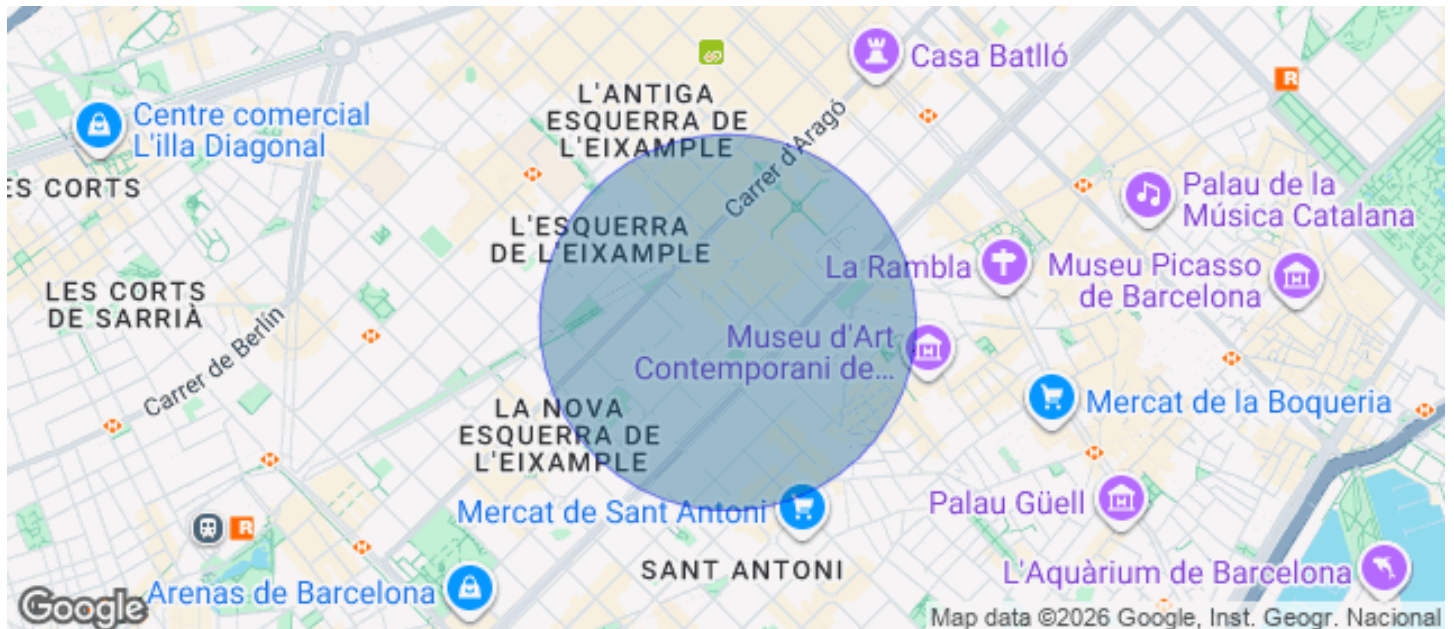 Casa Batlló
L'ANTIGA
ESQUERRA DE
L'EIXAMPLE
Centre comercial
L'illa Diagonal
Carrer d'Aragó
R
ES CORTS
Palau de la
Música Catalana
L'ESQUERRA
DE L'EIXAMPLE
La Rambla
Museu Picasso
de Barcelona
LES CORTS
DE SARRIÀ
Carrer de Berlín
Museu d'Art
Contemporani de...
Mercat de la Boqueria
LA NOVA
ESQUERRA DE
L'EIXAMPLE
Mercat de Sant Antoni
Palau Güell
R
SANT ANTONI
L'Aquàrium de Barcelona
Arenas de Barcelona
Google
Map data ©2026 Google, Inst. Geogr. Nacional